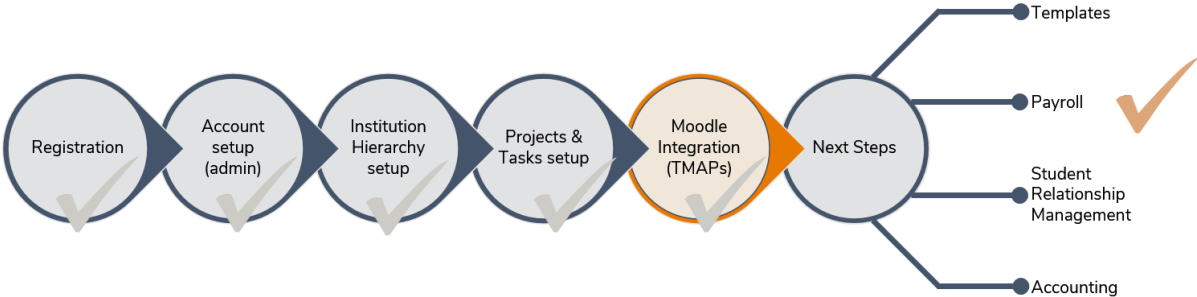 Registration
Account
setup
(admin)
Institution
Hierarchy
setup
Projects &
Tasks setup
Moodle
Integration
(TMAPs)
Next Steps
Templates
Payroll
Student
Relationship
Management
Accounting